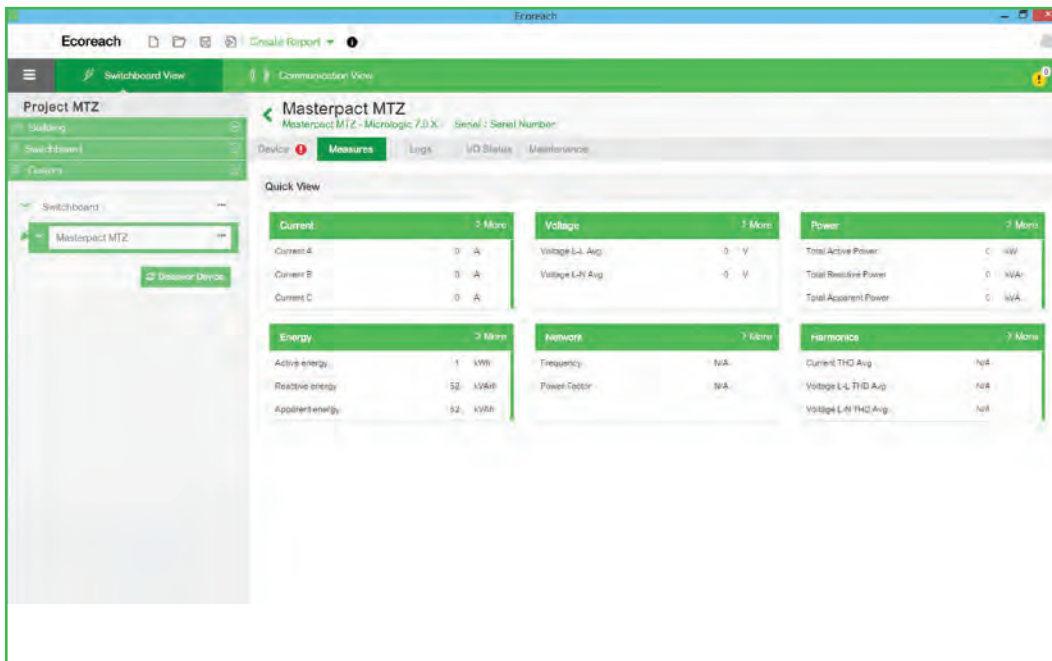 Ecoreach
Ecoreach Create Report
Switchboard View Communication View 0
Project MTZ
Building
Switchboard
Switchboard
Masterpact MTZ
Discover Device
Masterpact MTZ
Masterpact MTZ - Micrologic 7.0 X Serial : Serial Number
Device Measures Logs I/O Status Maintenance
Quick View
Current > More
Current A 0 A
Current B 0 A
Current C 0 A
Voltage > More
Voltage L-L Avg 0 V
Voltage L-N Avg 0 V
Power > More
Total Active Power 0 kW
Total Reactive Power 0 kVAr
Total Apparent Power 0 kVA
Energy > More
Active energy 1 kWh
Reactive energy 52 kVArh
Apparent energy 52 kVAh
Network > More
Frequency N/A
Power Factor N/A
Harmonics > More
Current THD Avg N/A
Voltage L-L THD Avg N/A
Voltage L-N THD Avg N/A